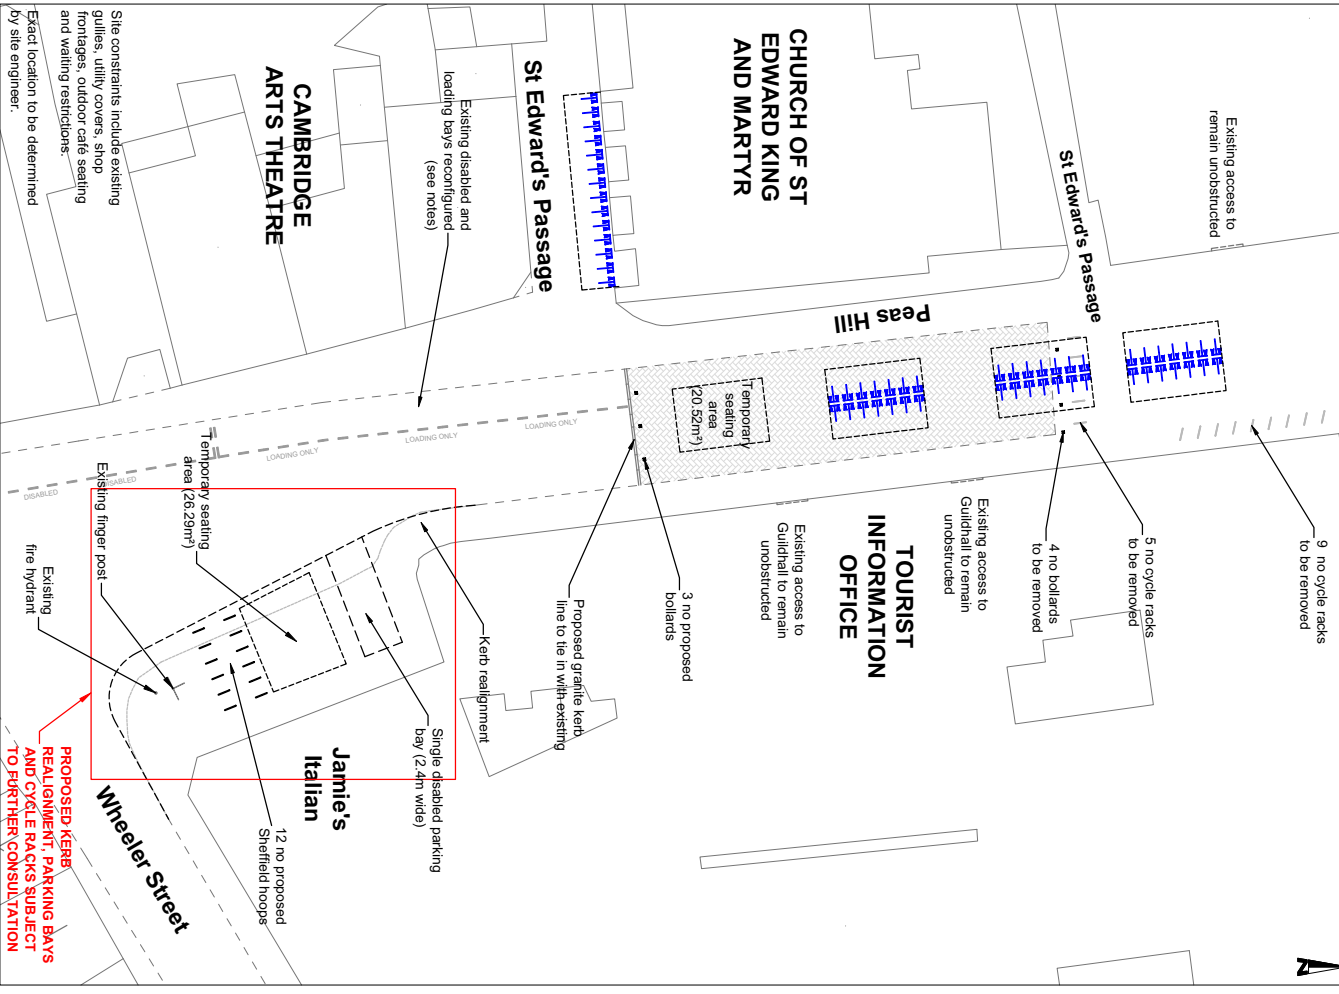 Site constraints include existing
gullies, utility covers, shop
frontages, outdoor café seating
and waiting restrictions.
Exact location to be determined
by site engineer.
CAMBRIDGE
ARTS THEATRE
Existing disabled and
loading bays reconfigured
(see notes)
St Edward's Passage
CHURCH OF ST
EDWARD KING
AND MARTYR
St Edward's Passage
Existing access to
remain unobstructed
Peas Hill
Temporary
seating
area
(20.52m²)
LOADING ONLY
LOADING ONLY
LOADING ONLY
DISABLED
DISABLED
Temporary seating
area (26.29m²)
Existing finger post
Existing
fire hydrant
Kerb realignment
Proposed granite kerb
line to tie in with existing
3 no proposed
bollards
Existing access to
Guildhall to remain
unobstructed
TOURIST
INFORMATION
OFFICE
Existing access to
Guildhall to remain
unobstructed
4 no bollards
to be removed
5 no cycle racks
to be removed
9 no cycle racks
to be removed
Single disabled parking
bay (2.4m wide)
Jamie's
Italian
12 no proposed
Sheffield hoops
Wheeler Street
PROPOSED KERB
REALIGNMENT, PARKING BAYS
AND CYCLE RACKS SUBJECT
TO FURTHER CONSULTATION
N